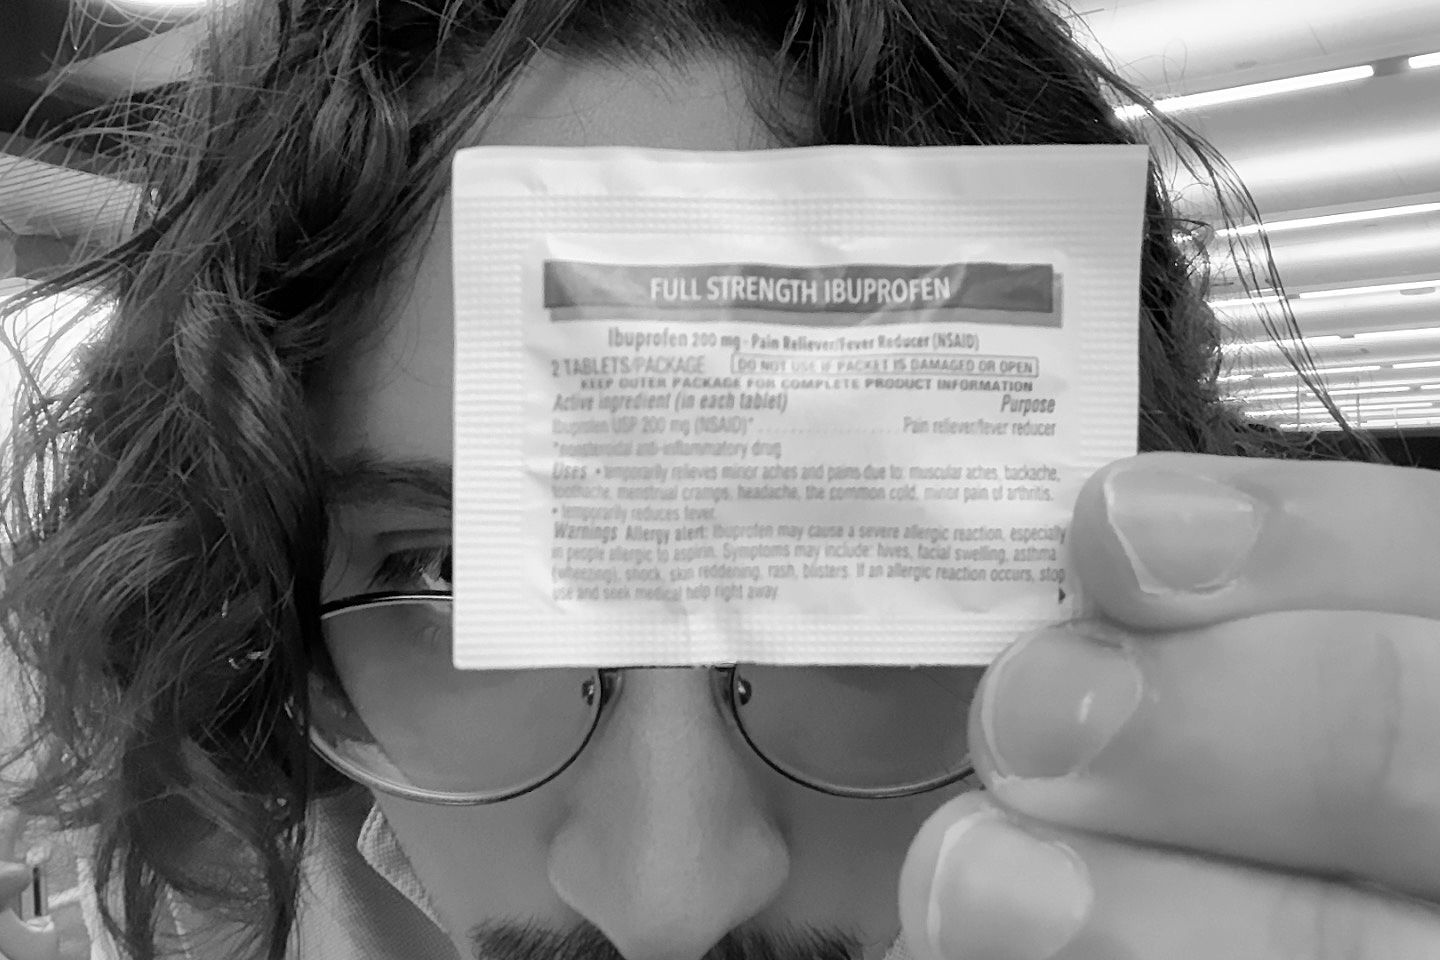 FULL STRENGTH IBUPROFEN
Ibuprofen 200 mg - Pain Reliever/Fever Reducer (NSAID)
2 TABLETS/PACKAGE DO NOT USE IF PACKET IS DAMAGED OR OPEN
KEEP OUTER PACKAGE FOR COMPLETE PRODUCT INFORMATION
Active ingredient (in each tablet) Purpose
Ibuprofen USP 200 mg (NSAID)*......................Pain reliever/fever reducer
*nonsteroidal anti-inflammatory drug
Uses • temporarily relieves minor aches and pains due to: muscular aches, backache,
toothache, menstrual cramps, headache, the common cold, minor pain of arthritis.
• temporarily reduces fever.
Warnings Allergy alert: Ibuprofen may cause a severe allergic reaction, especially
in people allergic to aspirin. Symptoms may include: hives, facial swelling, asthma
(wheezing), shock, skin reddening, rash, blisters. If an allergic reaction occurs, stop
use and seek medical help right away.